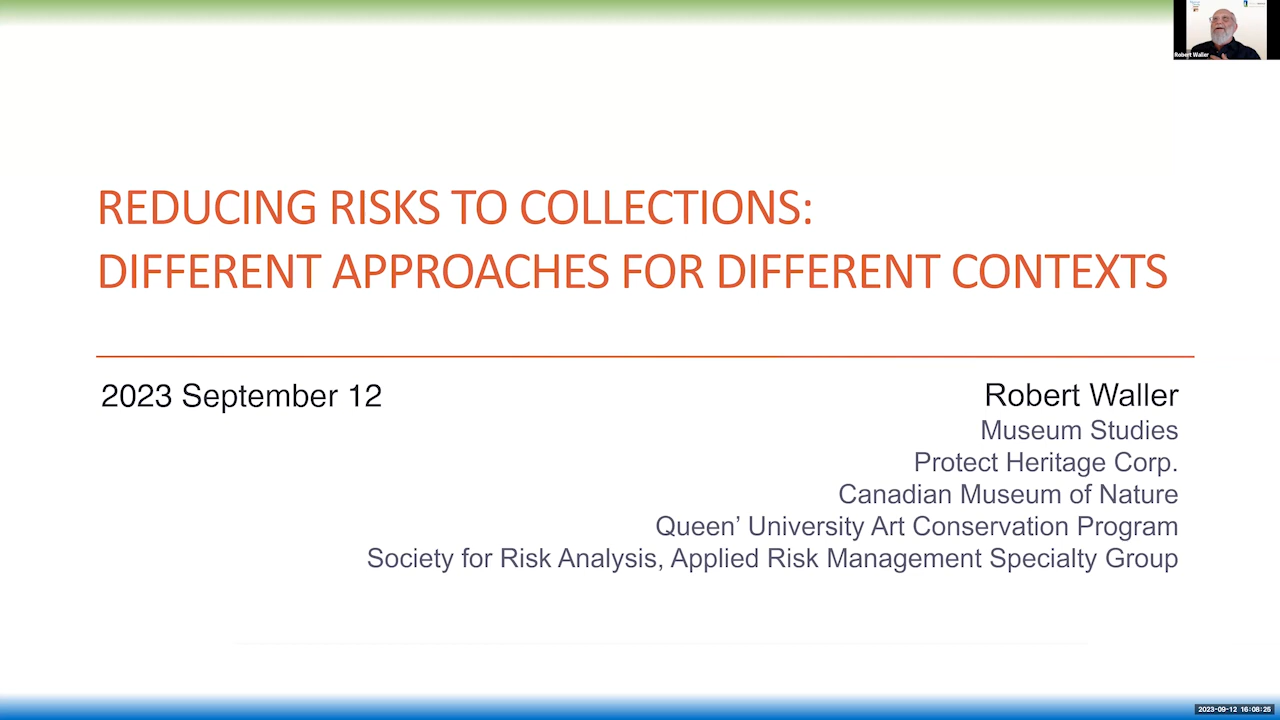 Robert Waller
REDUCING RISKS TO COLLECTIONS:
DIFFERENT APPROACHES FOR DIFFERENT CONTEXTS
2023 September 12
Robert Waller
Museum Studies
Protect Heritage Corp.
Canadian Museum of Nature
Queen’ University Art Conservation Program
Society for Risk Analysis, Applied Risk Management Specialty Group
2023-09-12 16:08:25